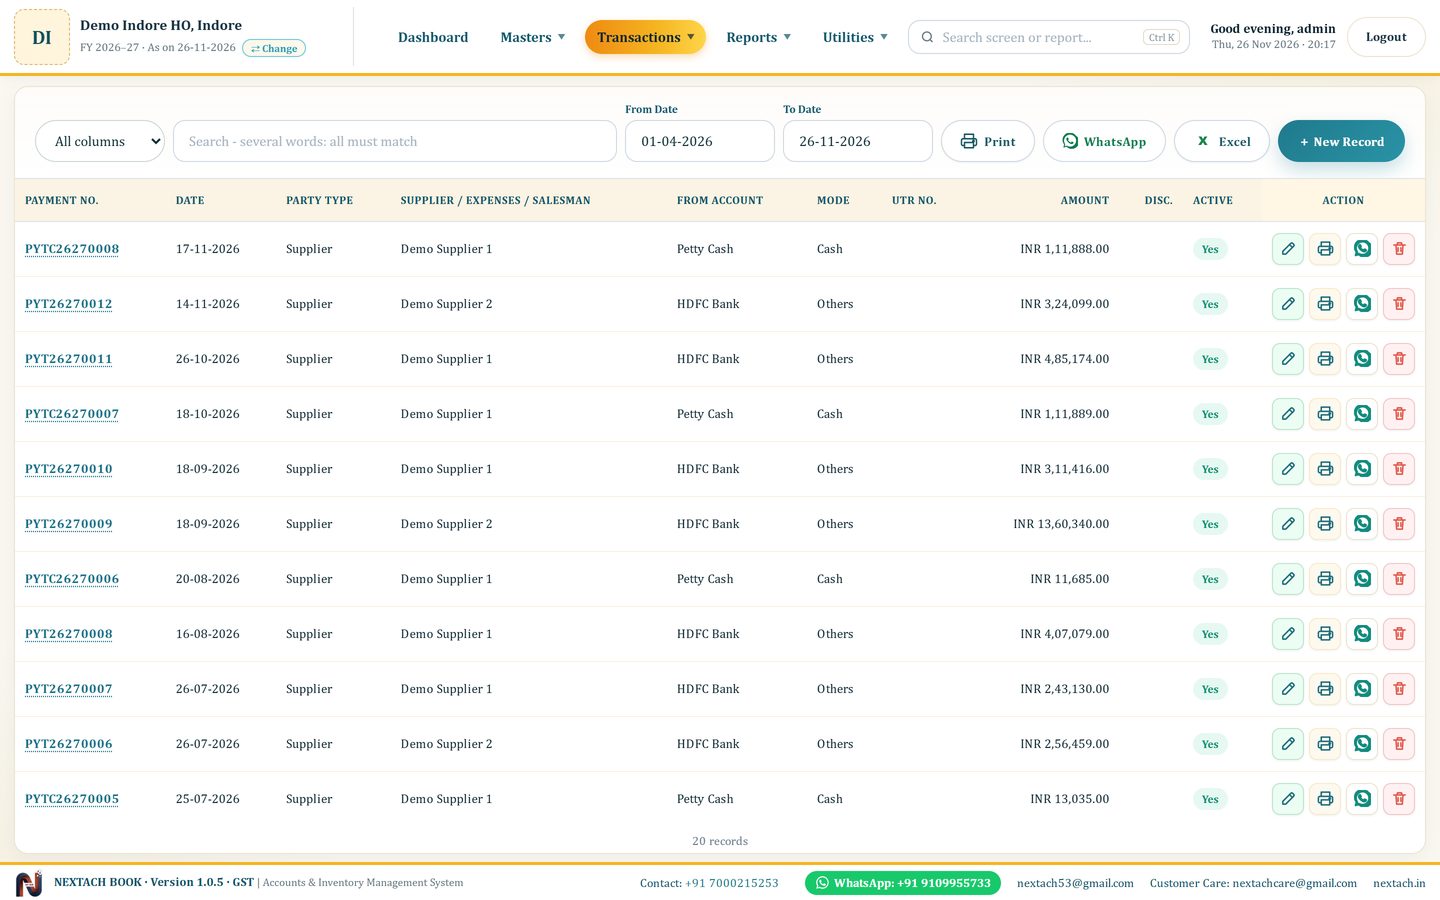 DI
Demo Indore HO, Indore
FY 2026–27 · As on 26-11-2026 ⇄ Change
Dashboard Masters ▼ Transactions ▼ Reports ▼ Utilities ▼
Search screen or report... Ctrl K
Good evening, admin
Thu, 26 Nov 2026 · 20:17
Logout
From Date To Date
All columns Search - several words: all must match 01-04-2026 26-11-2026 Print WhatsApp X Excel + New Record
PAYMENT NO. DATE PARTY TYPE SUPPLIER / EXPENSES / SALESMAN FROM ACCOUNT MODE UTR NO. AMOUNT DISC. ACTIVE ACTION
PYTC26270008 17-11-2026 Supplier Demo Supplier 1 Petty Cash Cash INR 1,11,888.00 Yes
PYT26270012 14-11-2026 Supplier Demo Supplier 2 HDFC Bank Others INR 3,24,099.00 Yes
PYT26270011 26-10-2026 Supplier Demo Supplier 1 HDFC Bank Others INR 4,85,174.00 Yes
PYTC26270007 18-10-2026 Supplier Demo Supplier 1 Petty Cash Cash INR 1,11,889.00 Yes
PYT26270010 18-09-2026 Supplier Demo Supplier 1 HDFC Bank Others INR 3,11,416.00 Yes
PYT26270009 18-09-2026 Supplier Demo Supplier 2 HDFC Bank Others INR 13,60,340.00 Yes
PYTC26270006 20-08-2026 Supplier Demo Supplier 1 Petty Cash Cash INR 11,685.00 Yes
PYT26270008 16-08-2026 Supplier Demo Supplier 1 HDFC Bank Others INR 4,07,079.00 Yes
PYT26270007 26-07-2026 Supplier Demo Supplier 1 HDFC Bank Others INR 2,43,130.00 Yes
PYT26270006 26-07-2026 Supplier Demo Supplier 2 HDFC Bank Others INR 2,56,459.00 Yes
PYTC26270005 25-07-2026 Supplier Demo Supplier 1 Petty Cash Cash INR 13,035.00 Yes
20 records
N NEXTACH BOOK · Version 1.0.5 · GST | Accounts & Inventory Management System Contact: +91 7000215253 WhatsApp: +91 9109955733 nextach53@gmail.com Customer Care: nextachcare@gmail.com nextach.in